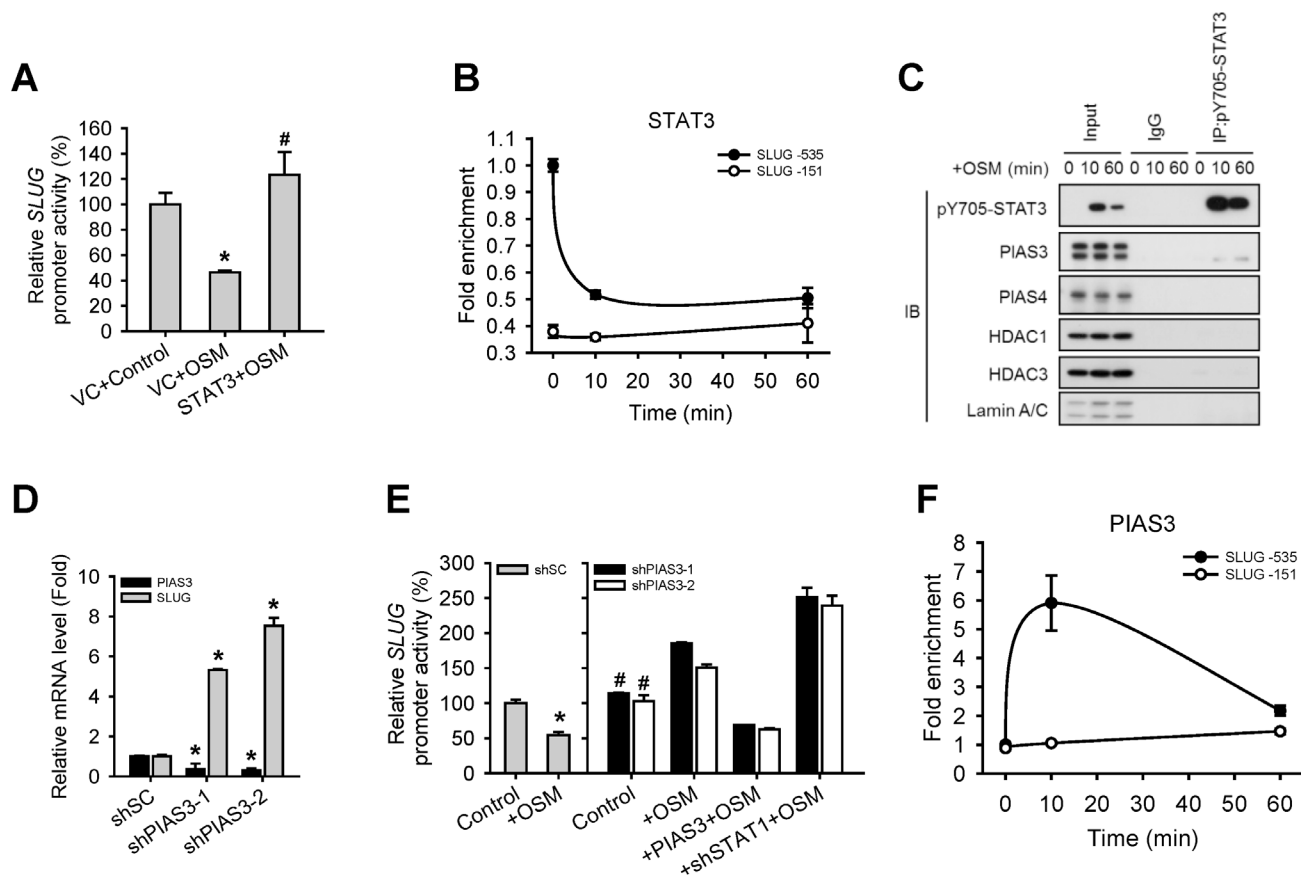 A
Relative SLUG
promoter activity (%)
160
140
120
100
80
60
40
20
0
*
#
VC+Control
VC+OSM
STAT3+OSM
B
STAT3
Fold enrichment
1.1
1.0
0.9
0.8
0.7
0.6
0.5
0.4
0.3
SLUG -535
SLUG -151
0 10 20 30 40 50 60
Time (min)
C
Input
IgG
IP:pY705-STAT3
+OSM (min) 0 10 60 0 10 60 0 10 60
IB
pY705-STAT3
PIAS3
PIAS4
HDAC1
HDAC3
Lamin A/C
D
Relative mRNA level (Fold)
10
8
6
4
2
0
PIAS3
SLUG
* * * *
shSC
shPIAS3-1
shPIAS3-2
E
Relative SLUG
promoter activity (%)
300
250
200
150
100
50
0
shSC
shPIAS3-1
shPIAS3-2
*
# #
Control
+OSM
Control
+OSM
+PIAS3+OSM
+shSTAT1+OSM
F
PIAS3
Fold enrichment
8
7
6
5
4
3
2
1
0
SLUG -535
SLUG -151
0 10 20 30 40 50 60
Time (min)